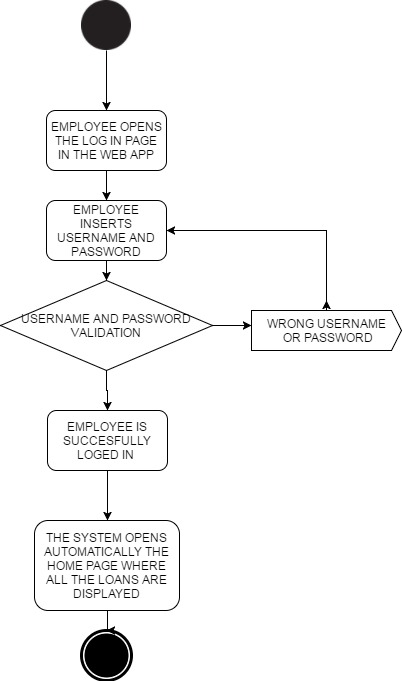 EMPLOYEE OPENS
THE LOG IN PAGE
IN THE WEB APP
EMPLOYEE
INSERTS
USERNAME AND
PASSWORD
USERNAME AND PASSWORD
VALIDATION
WRONG USERNAME
OR PASSWORD
EMPLOYEE IS
SUCCESFULLY
LOGED IN
THE SYSTEM OPENS
AUTOMATICALLY THE
HOME PAGE WHERE
ALL THE LOANS ARE
DISPLAYED